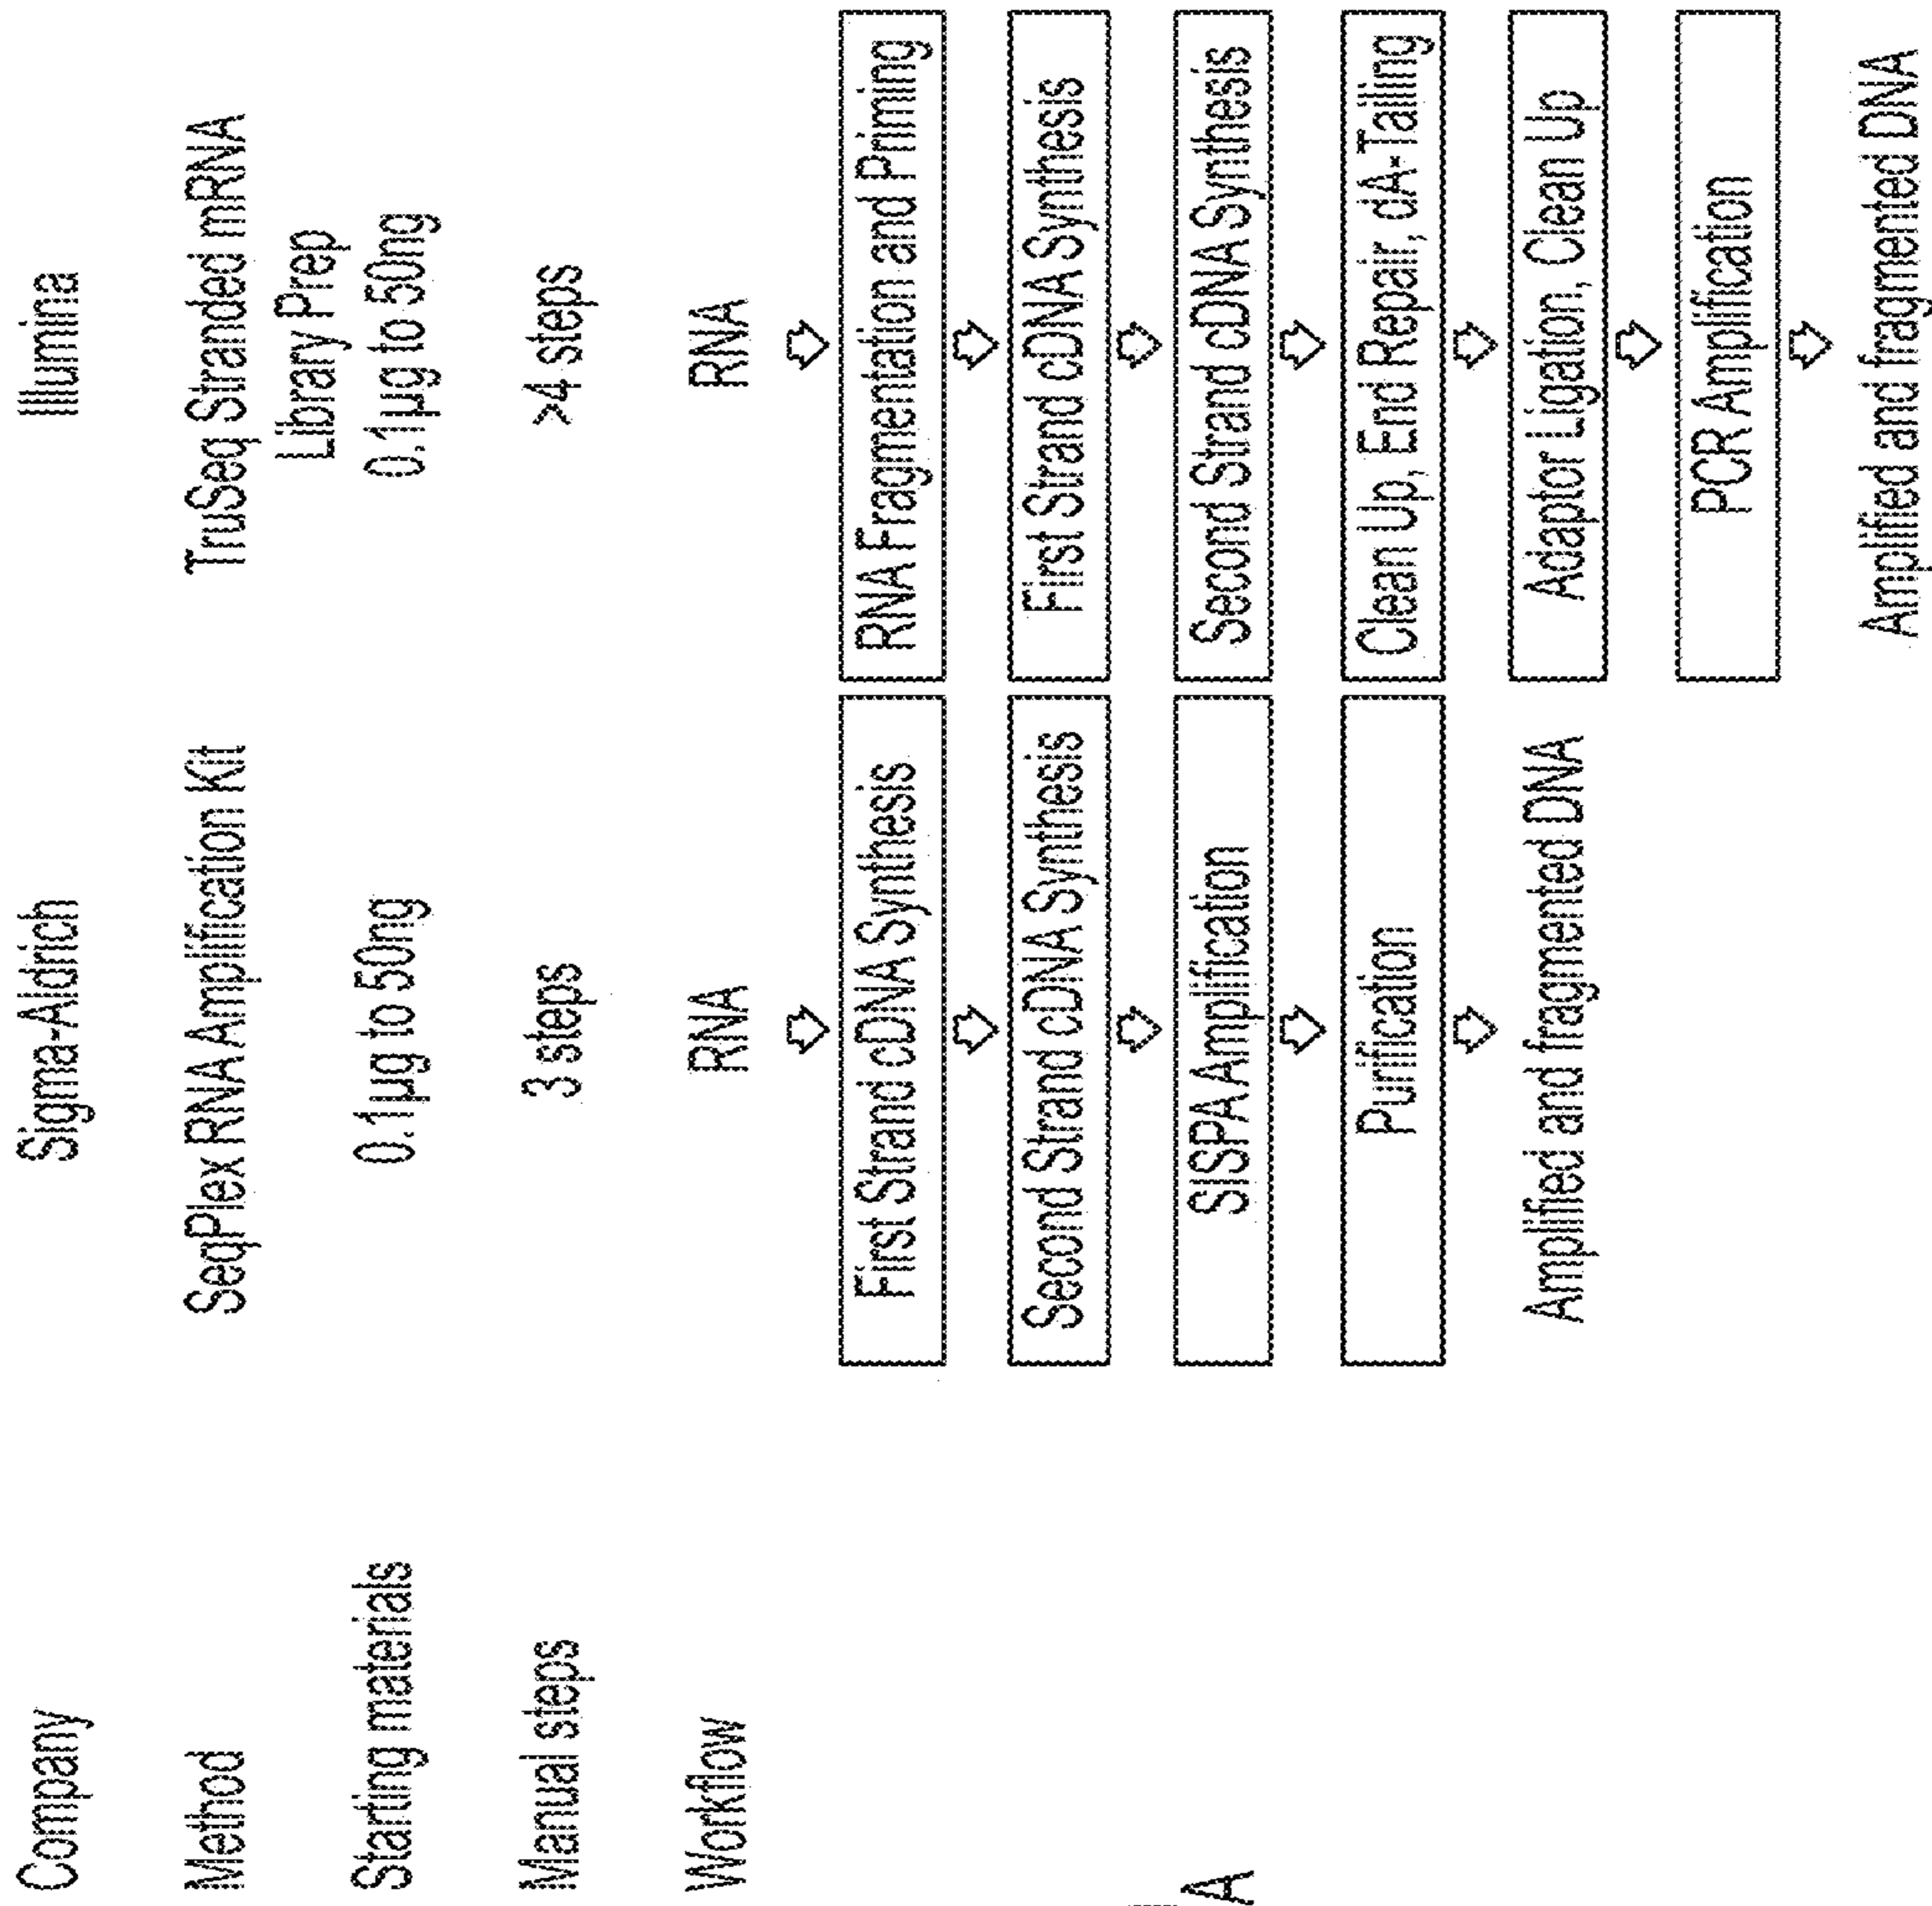 Company
Sigma-Aldrich
Illumina
Method
SeqPlex RNA Amplification Kit
TruSeq Stranded mRNA
Library Prep
Starting materials
0.1µg to 50ng
0.1µg to 50ng
Manual steps
3 steps
>4 steps
Workflow
RNA
First Strand cDNA Synthesis
Second Strand cDNA Synthesis
SISPA Amplification
Purification
Amplified and fragmented DNA
RNA
RNA Fragmentation and Priming
First Strand cDNA Synthesis
Second Strand cDNA Synthesis
Clean Up, End Repair, dA-Tailing
Adaptor Ligation, Clean Up
PCR Amplification
Amplified and fragmented DNA
A